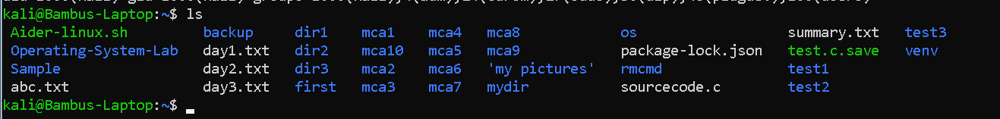 kali@Bambus-Laptop:~$ ls
Aider-linux.sh backup dir1 mca1 mca4 mca8 os summary.txt test3
Operating-System-Lab day1.txt dir2 mca10 mca5 mca9 package-lock.json test.c.save venv
Sample day2.txt dir3 mca2 mca6 'my pictures' rmcmd test1
abc.txt day3.txt first mca3 mca7 mydir sourcecode.c test2
kali@Bambus-Laptop:~$